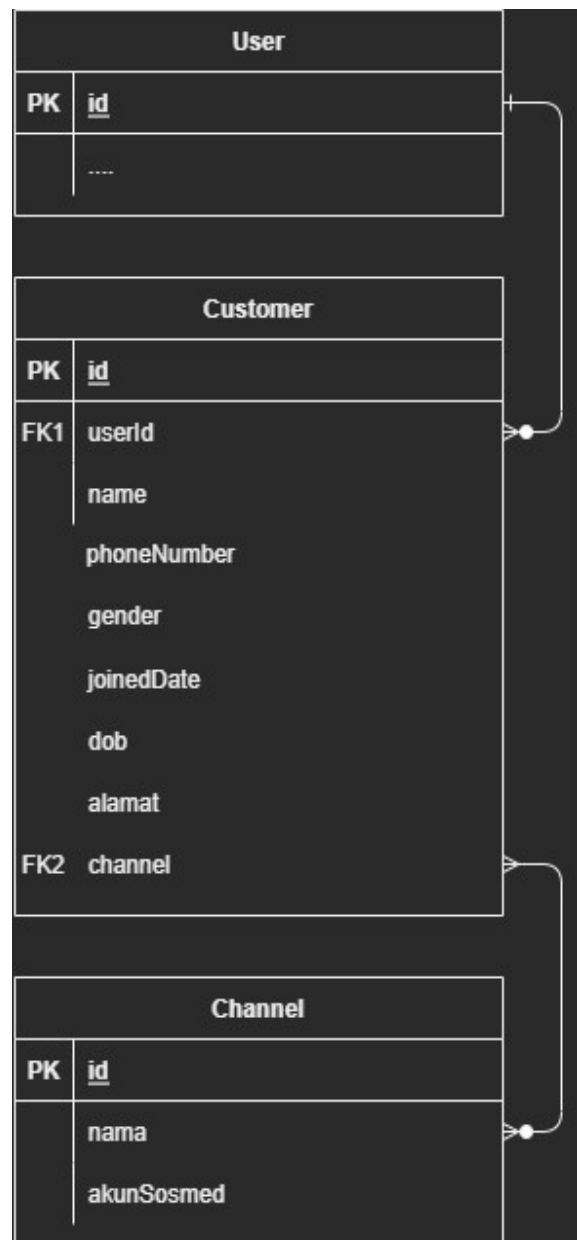 User
PK id
----
Customer
PK id
FK1 userId
name
phoneNumber
gender
joinedDate
dob
alamat
FK2 channel
Channel
PK id
nama
akunSosmed